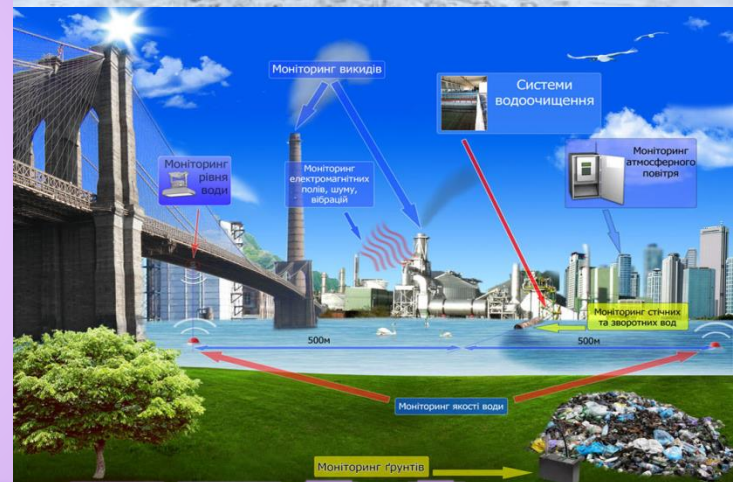 Моніторинг викидів
Системи
водоочищення
Моніторинг
рівня
води
Моніторинг
електромагнітних
полів, шуму,
вібрацій
Моніторинг
атмосферного
повітря
Моніторинг стічних
та зворотних вод
500м
500м
Моніторинг якості води
Моніторинг ґрунтів